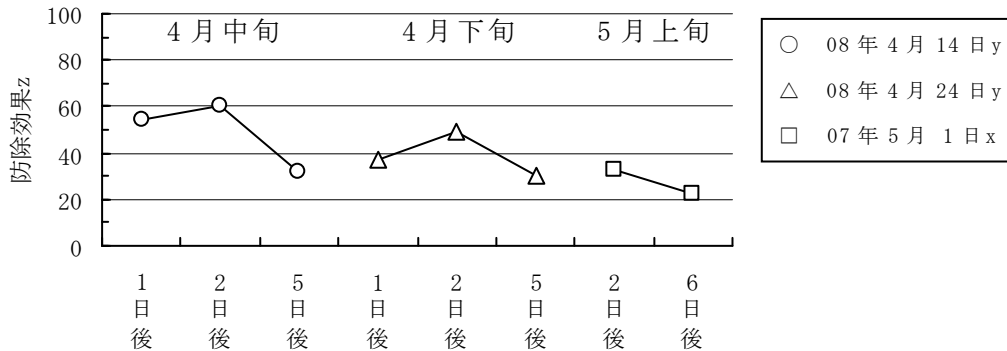 100
80
60
40
20
0
防除効果z
4月中旬
4月下旬
5月上旬
1日後
2日後
5日後
1日後
2日後
5日後
2日後
6日後
08年4月14日y
08年4月24日y
07年5月 1日x